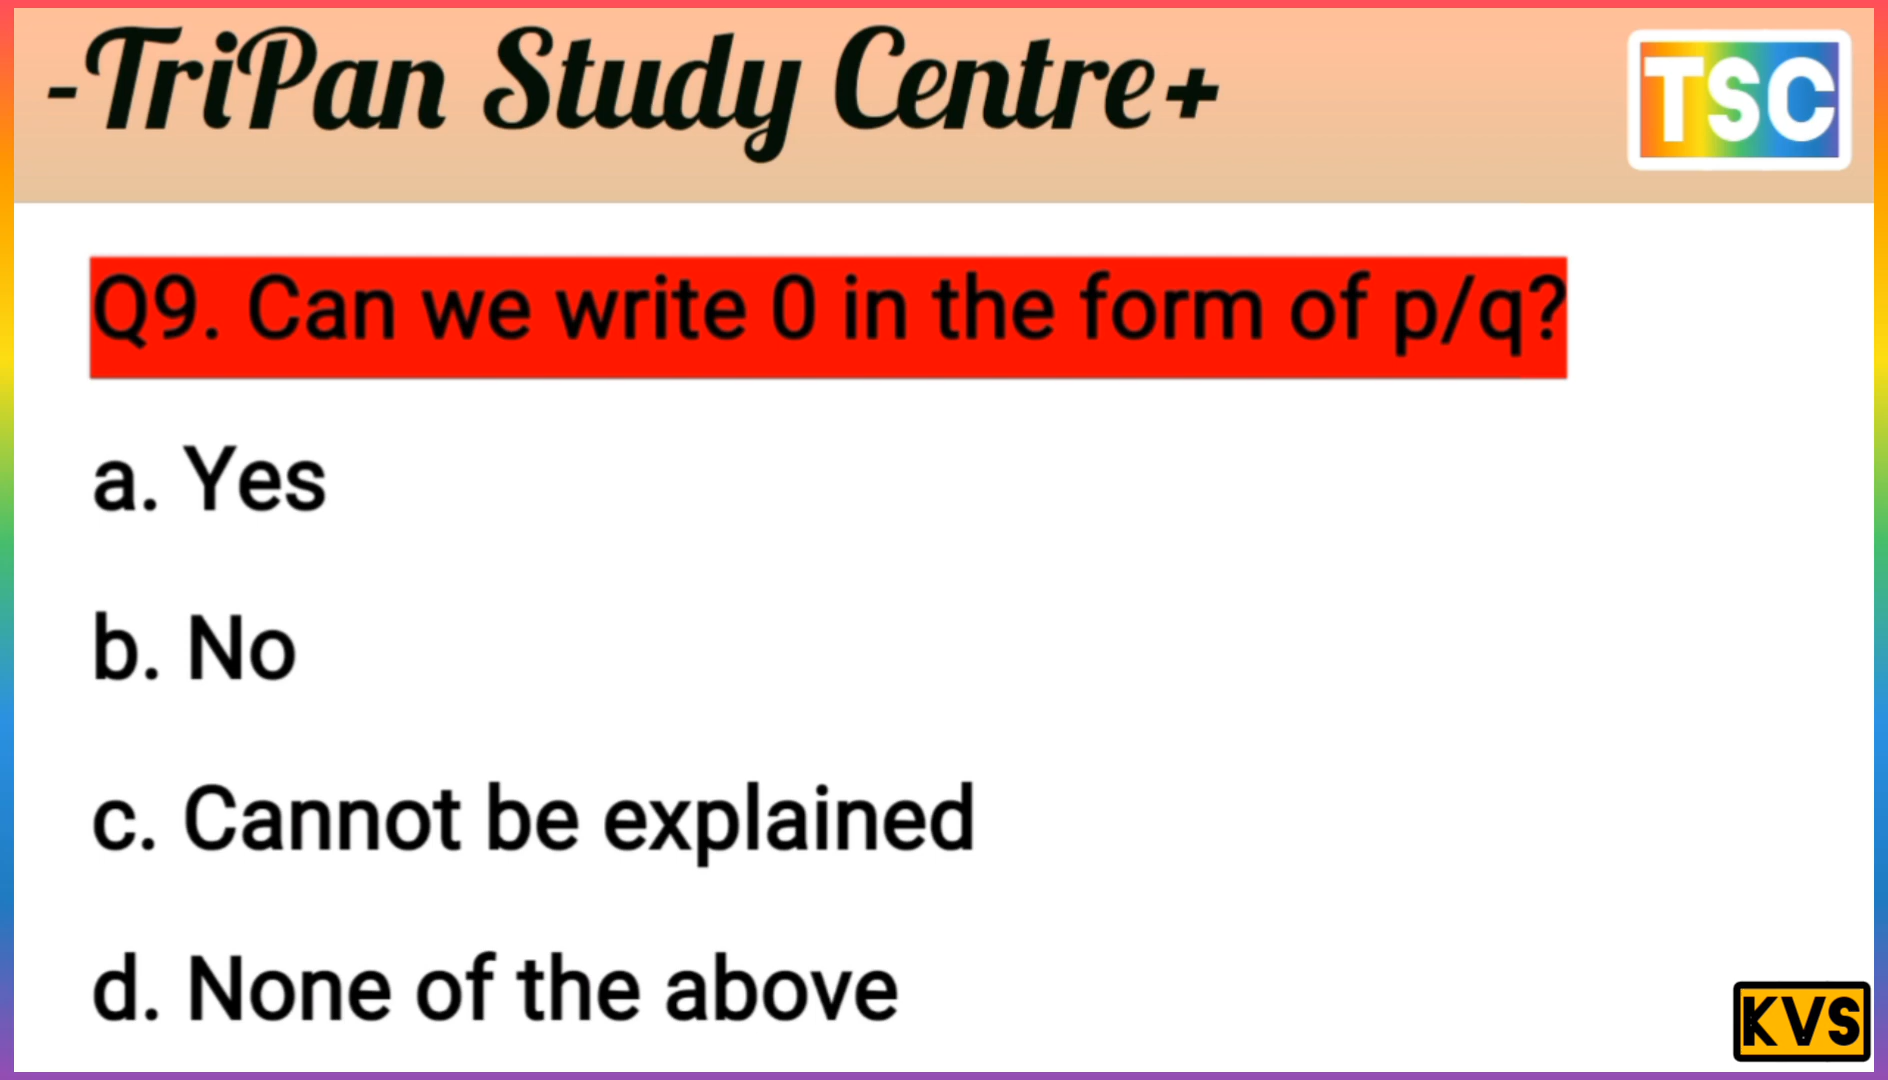 -TriPan Study Centre+
TSC
Q9. Can we write 0 in the form of p/q?
a. Yes
b. No
c. Cannot be explained
d. None of the above
KVS